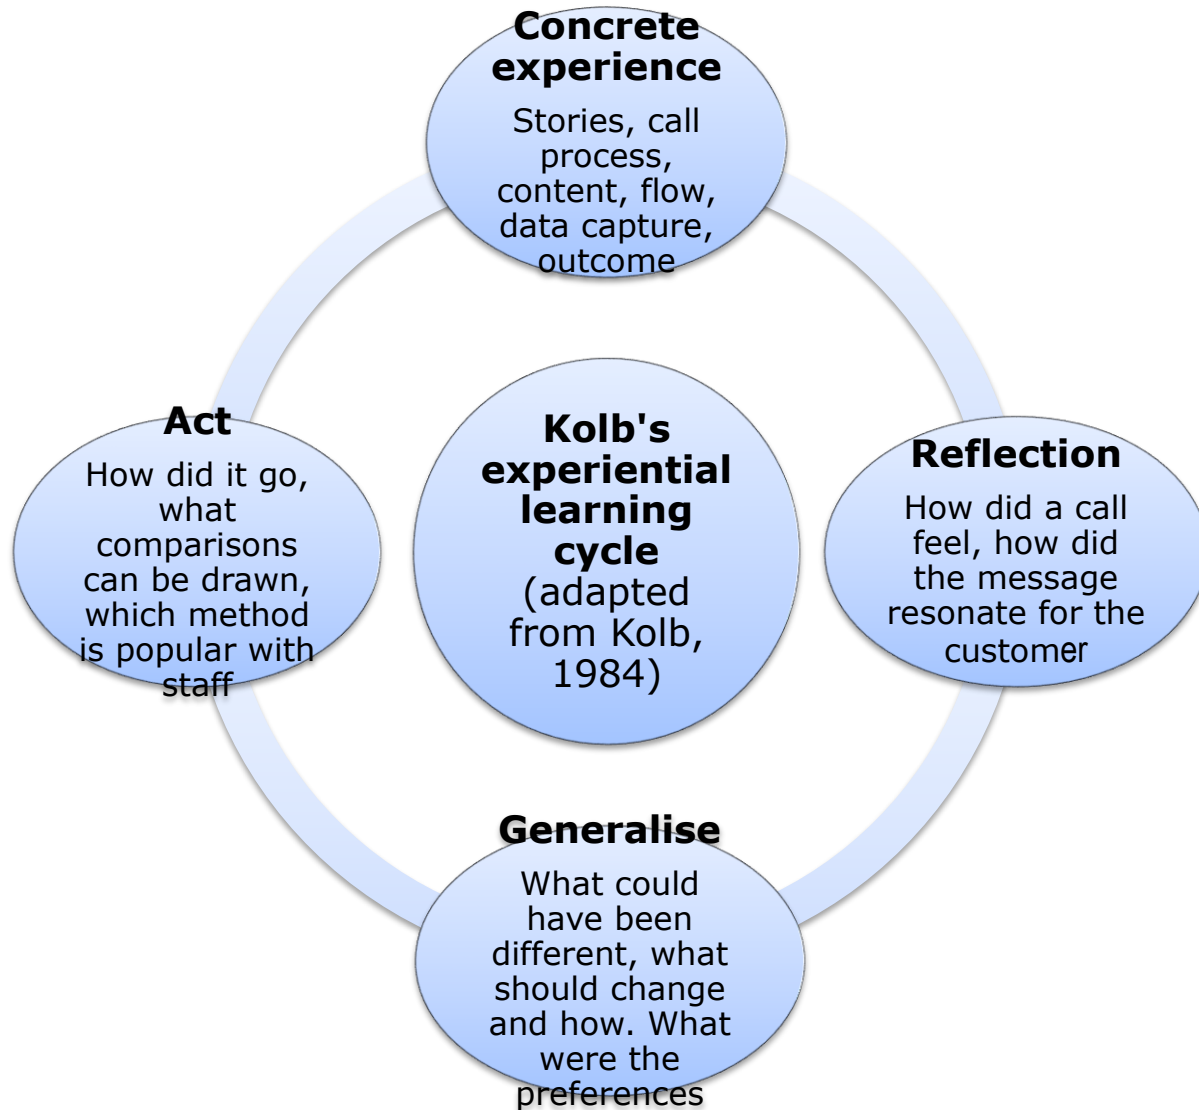 Concrete
experience
Stories, call
process,
content, flow,
data capture,
outcome
Act
How did it go,
what
comparisons
can be drawn,
which method
is popular with
staff
Kolb's
experiential
learning
cycle
(adapted
from Kolb,
1984)
Reflection
How did a call
feel, how did
the message
resonate for the
customer
Generalise
What could
have been
different, what
should change
and how. What
were the
preferences